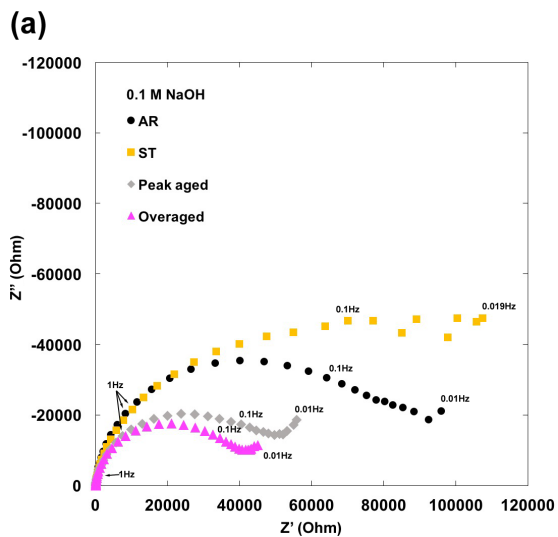 (a)
-120000
-100000
-80000
-60000
-40000
-20000
0
Z'' (Ohm)
0.1 M NaOH
AR
ST
Peak aged
Overaged
0.1Hz
0.019Hz
0.1Hz
0.01Hz
1Hz
0.1Hz
0.01Hz
0.1Hz
0.01Hz
1Hz
0
20000
40000
60000
80000
100000
120000
Z' (Ohm)